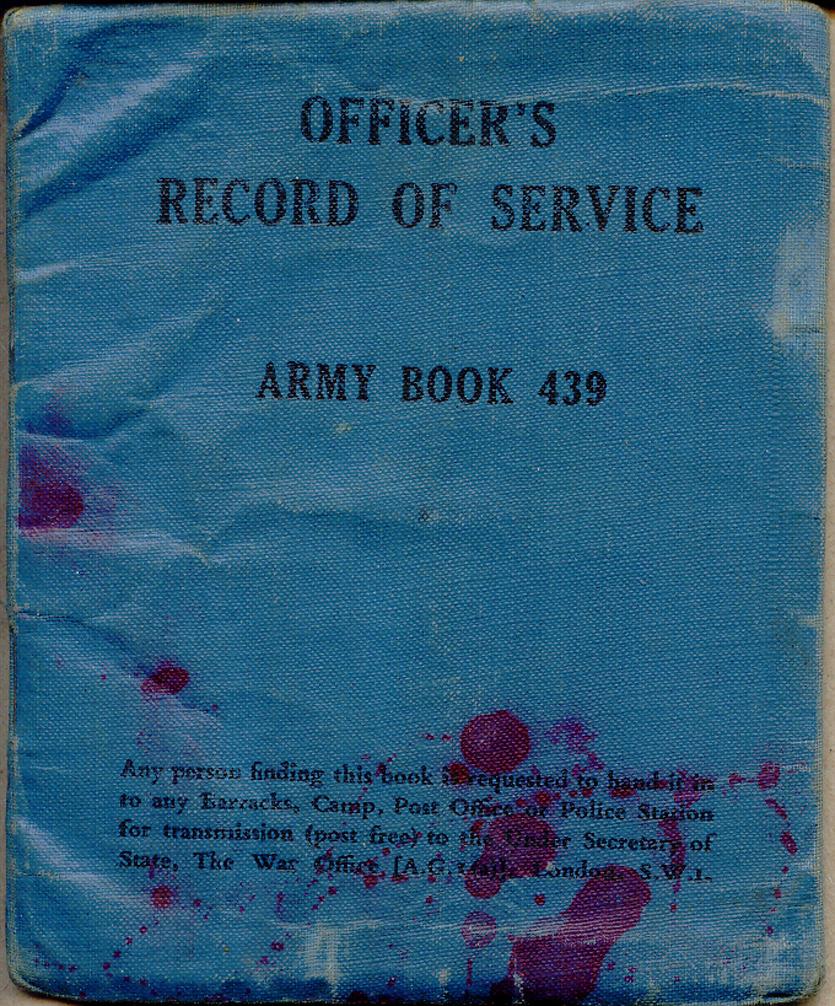 OFFICER'S
RECORD OF SERVICE
ARMY BOOK 439
Any person finding this book is requested to hand it in
to any Barracks, Camp, Post Office or Police Station
for transmission (post free) to the Under Secretary of
State, The War Office, [A.G. London, S.W.1.